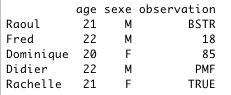 age sexe observation
Raoul 21 M BSTR
Fred 22 M 18
Dominique 20 F 85
Didier 22 M PMF
Rachelle 21 F TRUE